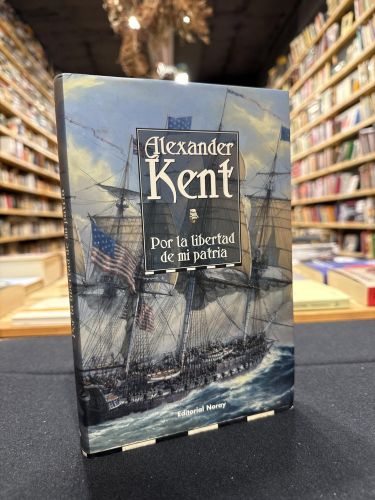 Alexander
Kent
Por la libertad
de mi patria
Editorial Noray